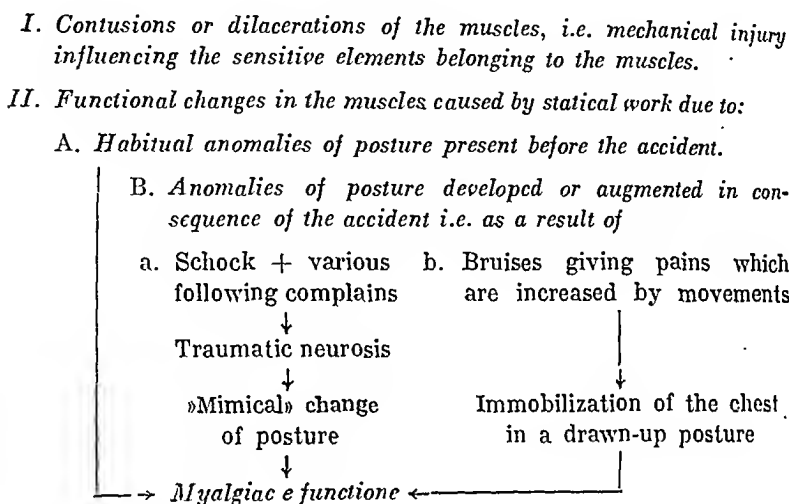 I. Contusions or dilacerations of the muscles, i.e. mechanical injury
influencing the sensitive elements belonging to the muscles.
II. Functional changes in the muscles caused by statical work due to:
A. Habitual anomalies of posture present before the accident.
B. Anomalies of posture developed or augmented in con-
sequence of the accident i.e. as a result of
a. Schock + various
following complains
↓
Traumatic neurosis
↓
»Mimical» change
of posture
↓
b. Bruises giving pains which
are increased by movements
↓
Immobilization of the chest
in a drawn-up posture
→ Myalgiae e functione ←